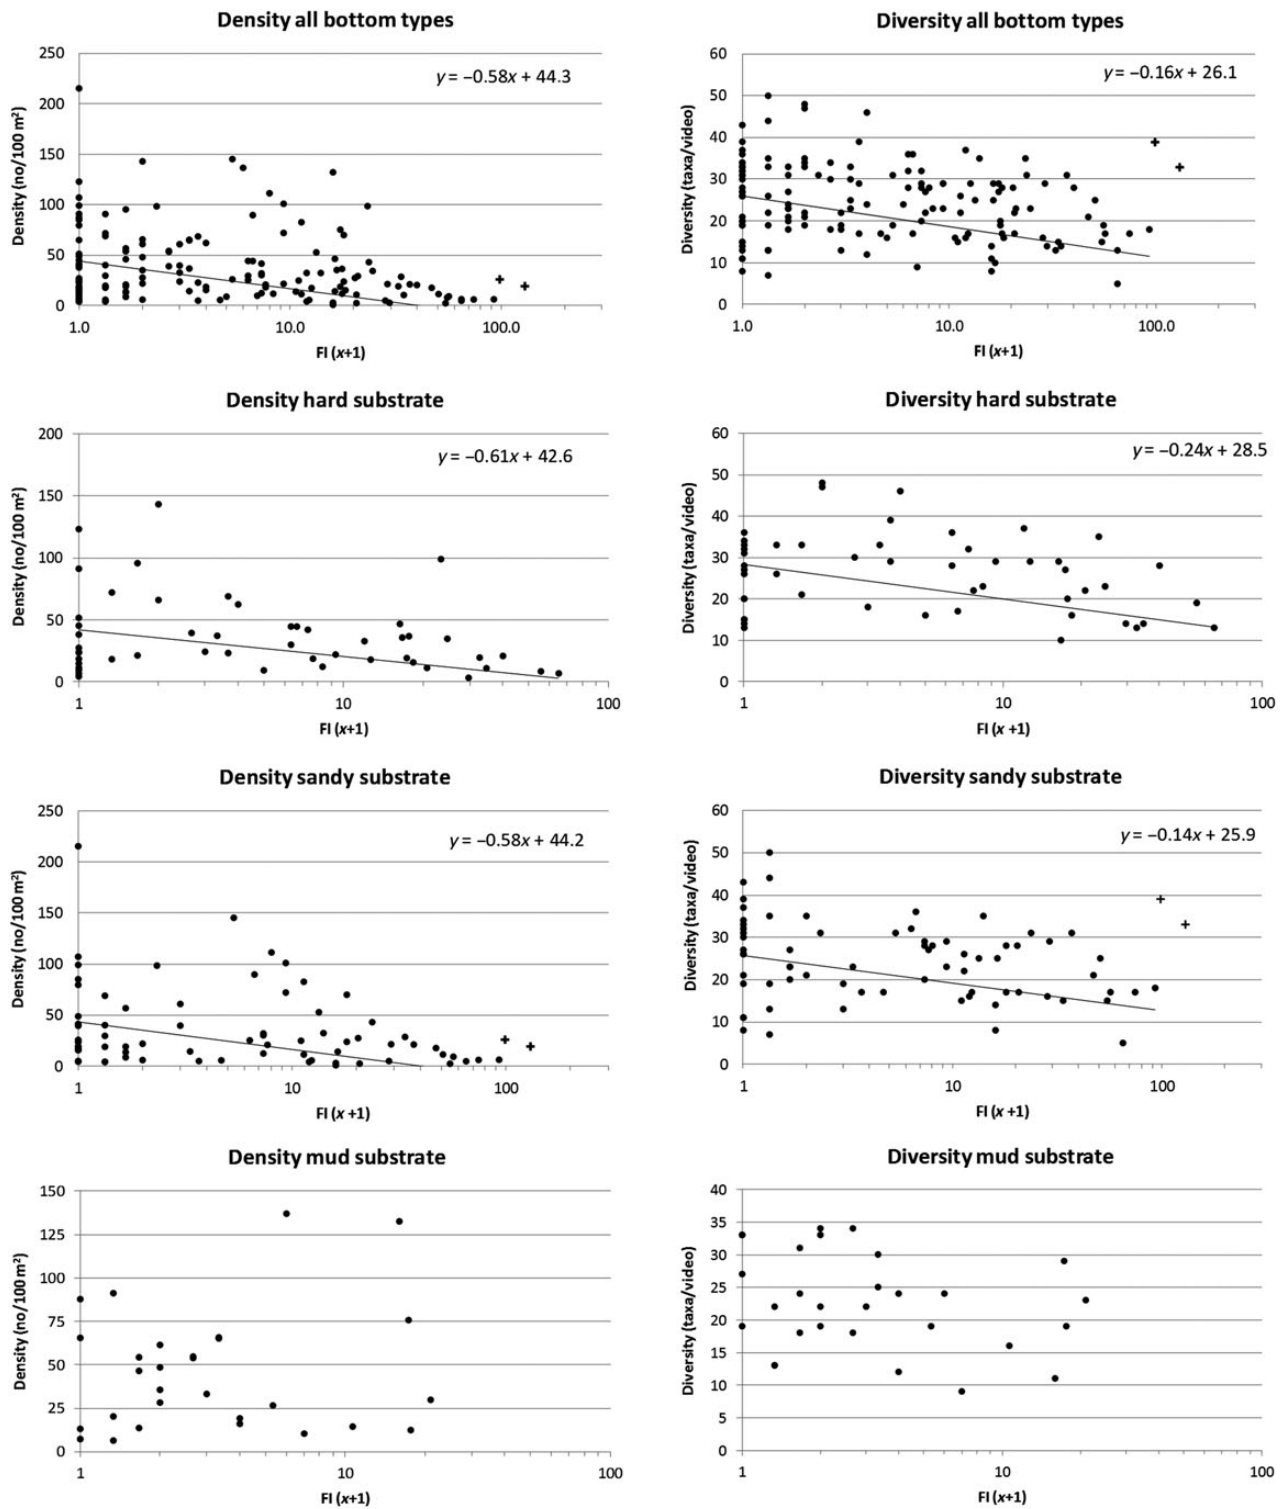 Density all bottom types
y = −0.58x + 44.3
Density (no/100 m²)
250
200
150
100
50
0
1.0
10.0
100.0
FI (x+1)
Diversity all bottom types
y = −0.16x + 26.1
Diversity (taxa/video)
60
50
40
30
20
10
0
1.0
10.0
100.0
FI (x+1)
Density hard substrate
y = −0.61x + 42.6
Density (no/100 m²)
200
150
100
50
0
1
10
100
FI (x+1)
Diversity hard substrate
y = −0.24x + 28.5
Diversity (taxa/video)
60
50
40
30
20
10
0
1
10
100
FI (x +1)
Density sandy substrate
y = −0.58x + 44.2
Density (no/100 m²)
250
200
150
100
50
0
1
10
100
FI (x +1)
Diversity sandy substrate
y = −0.14x + 25.9
Diversity (taxa/video)
60
50
40
30
20
10
0
1
10
100
FI (x +1)
Density mud substrate
Density (no/100 m²)
150
125
100
75
50
25
0
1
10
100
FI (x+1)
Diversity mud substrate
Diversity (taxa/video)
40
35
30
25
20
15
10
5
0
1
10
100
FI (x+1)